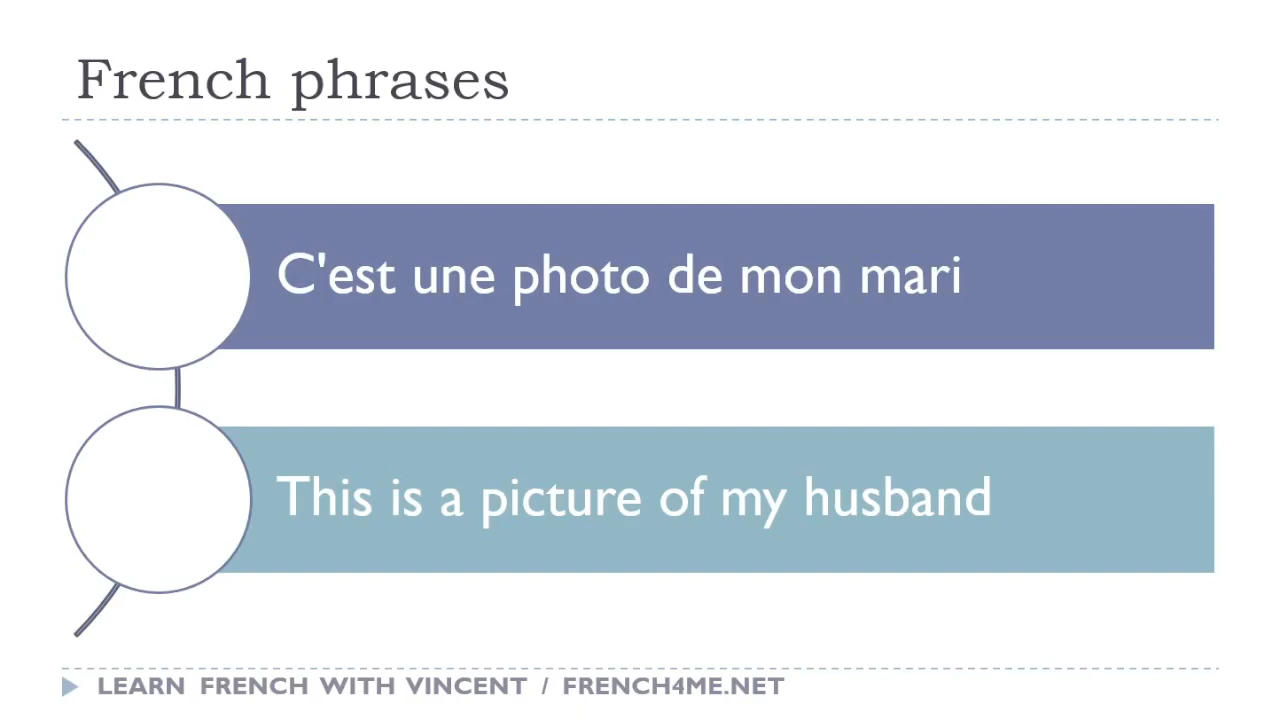 French phrases
C'est une photo de mon mari
This is a picture of my husband
LEARN FRENCH WITH VINCENT / FRENCH4ME.NET